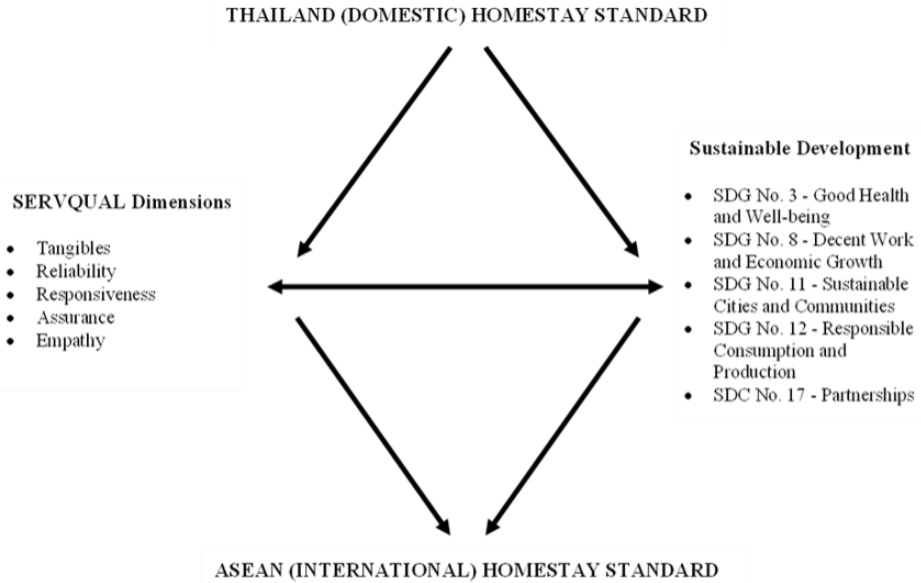 THAILAND (DOMESTIC) HOMESTAY STANDARD
SERVQUAL Dimensions
• Tangibles
• Reliability
• Responsiveness
• Assurance
• Empathy
Sustainable Development
• SDG No. 3 - Good Health
and Well-being
• SDG No. 8 - Decent Work
and Economic Growth
• SDG No. 11 - Sustainable
Cities and Communities
• SDG No. 12 - Responsible
Consumption and
Production
• SDC No. 17 - Partnerships
ASEAN (INTERNATIONAL) HOMESTAY STANDARD